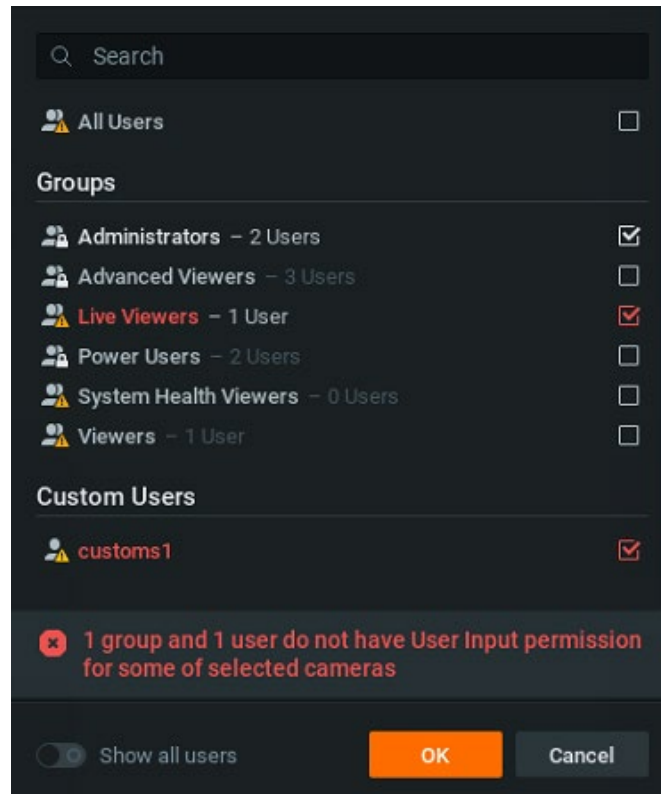 Search
All Users
Groups
Administrators – 2 Users
Advanced Viewers – 3 Users
Live Viewers – 1 User
Power Users – 2 Users
System Health Viewers – 0 Users
Viewers – 1 User
Custom Users
customs1
1 group and 1 user do not have User Input permission
for some of selected cameras
Show all users
OK
Cancel